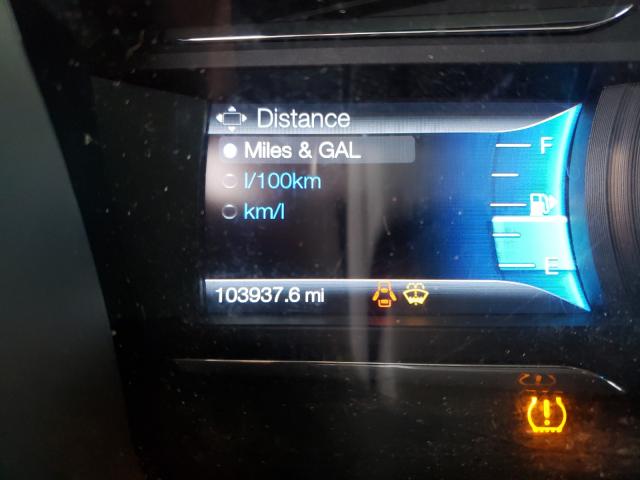 Distance
Miles & GAL
l/100km
km/l
F
E
103937.6 mi